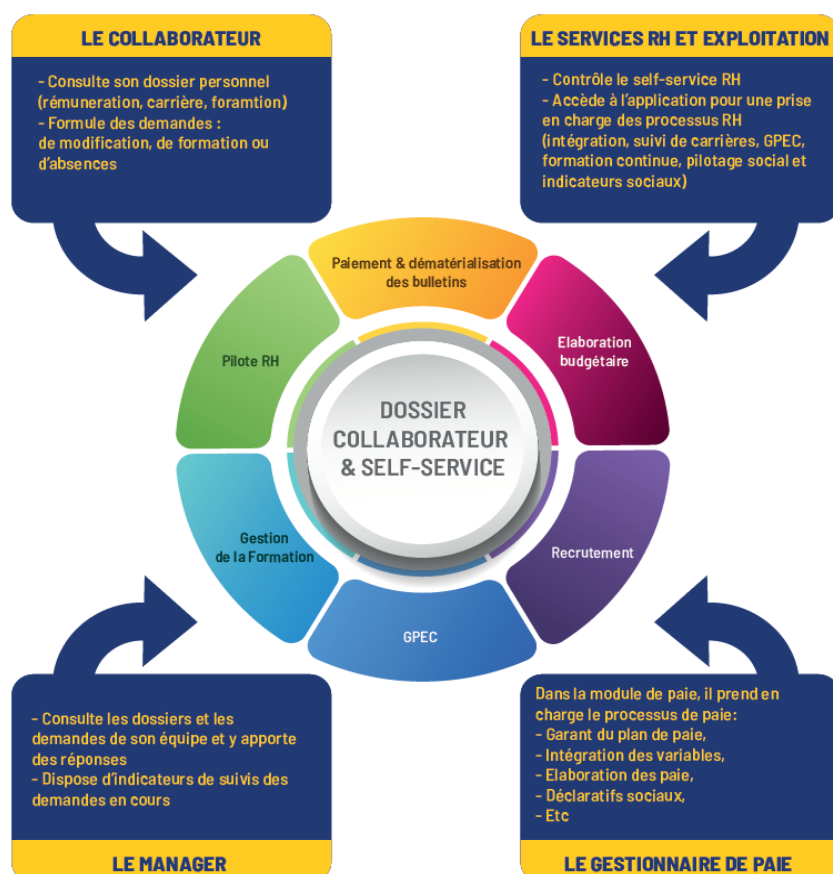 LE COLLABORATEUR
- Consulte son dossier personnel
(rémuneration, carrière, foramtion)
- Formule des demandes :
de modification, de formation ou
d'absences
LE SERVICES RH ET EXPLOITATION
- Contrôle le self-service RH
- Accède à l'application pour une prise
en charge des processus RH
(intégration, suivi de carrières, GPEC,
formation continue, pilotage social et
indicateurs sociaux)
Paiement & dématérialisation
des bulletins
Pilote RH
Elaboration
budgétaire
DOSSIER
COLLABORATEUR
& SELF-SERVICE
Gestion
de la Formation
Recrutement
GPEC
- Consulte les dossiers et les
demandes de son équipe et y apporte
des réponses
- Dispose d'indicateurs de suivis des
demandes en cours
LE MANAGER
Dans la module de paie, il prend en
charge le processus de paie:
- Garant du plan de paie,
- Intégration des variables,
- Elaboration des paie,
- Déclaratifs sociaux,
- Etc
LE GESTIONNAIRE DE PAIE